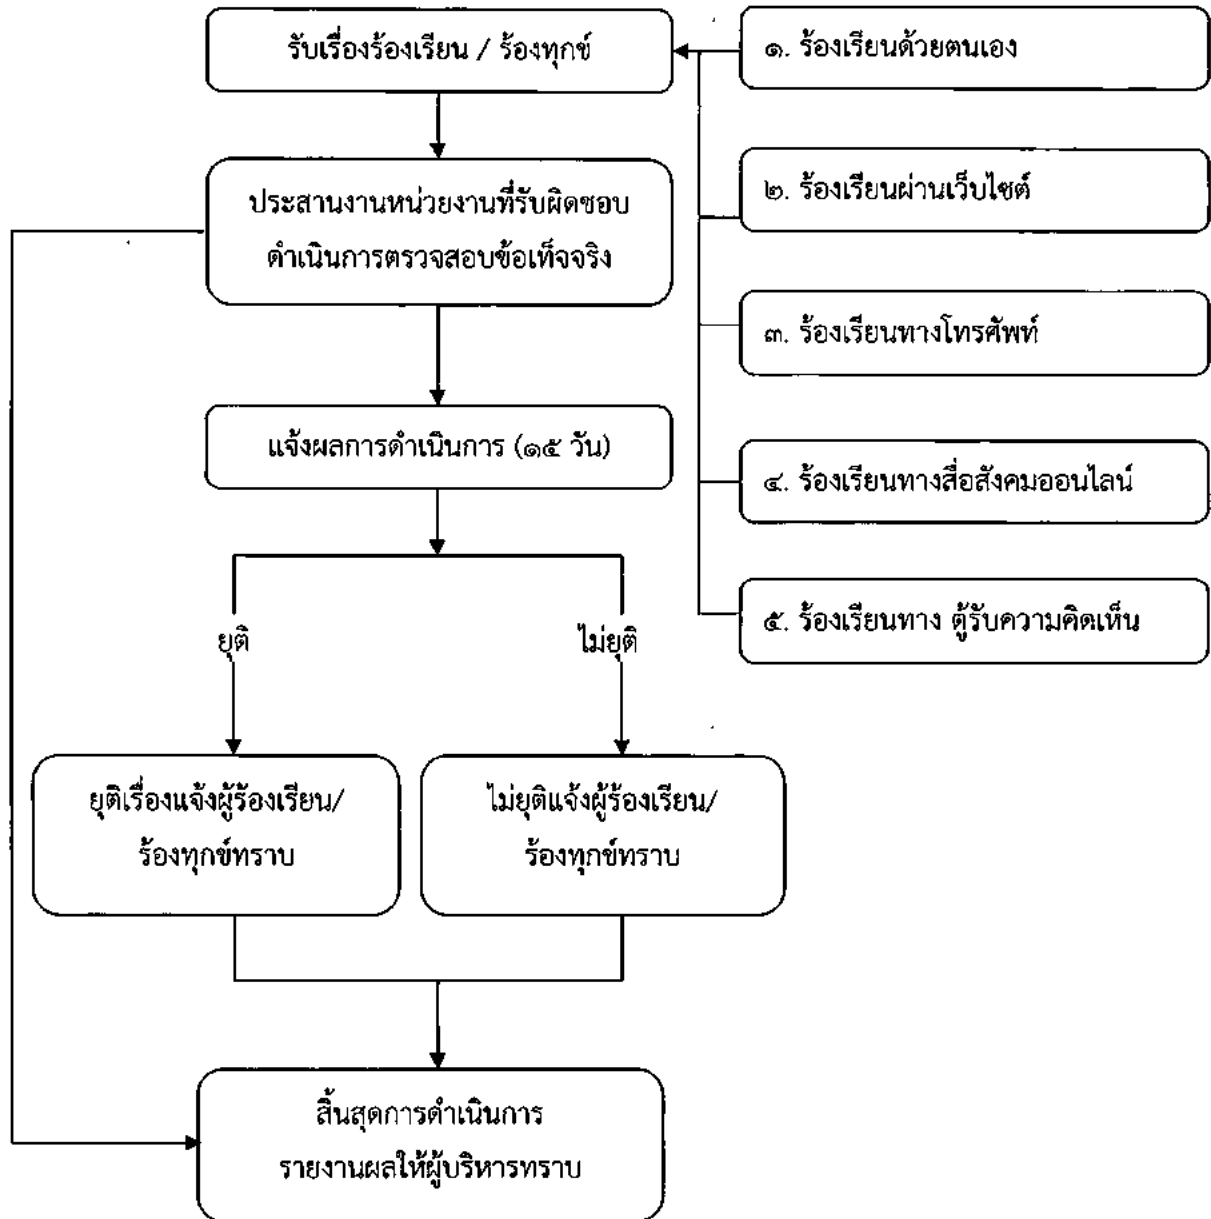 รับเรื่องร้องเรียน / ร้องทุกข์
๑. ร้องเรียนด้วยตนเอง
๒. ร้องเรียนผ่านเว็บไซต์
ประสานงานหน่วยงานที่รับผิดชอบ
ดำเนินการตรวจสอบข้อเท็จจริง
๓. ร้องเรียนทางโทรศัพท์
แจ้งผลการดำเนินการ (๑๕ วัน)
๔. ร้องเรียนทางสื่อสังคมออนไลน์
๕. ร้องเรียนทาง ตู้รับความคิดเห็น
ยุติ
ไม่ยุติ
ยุติเรื่องแจ้งผู้ร้องเรียน/
ร้องทุกข์ทราบ
ไม่ยุติแจ้งผู้ร้องเรียน/
ร้องทุกข์ทราบ
สิ้นสุดการดำเนินการ
รายงานผลให้ผู้บริหารทราบ